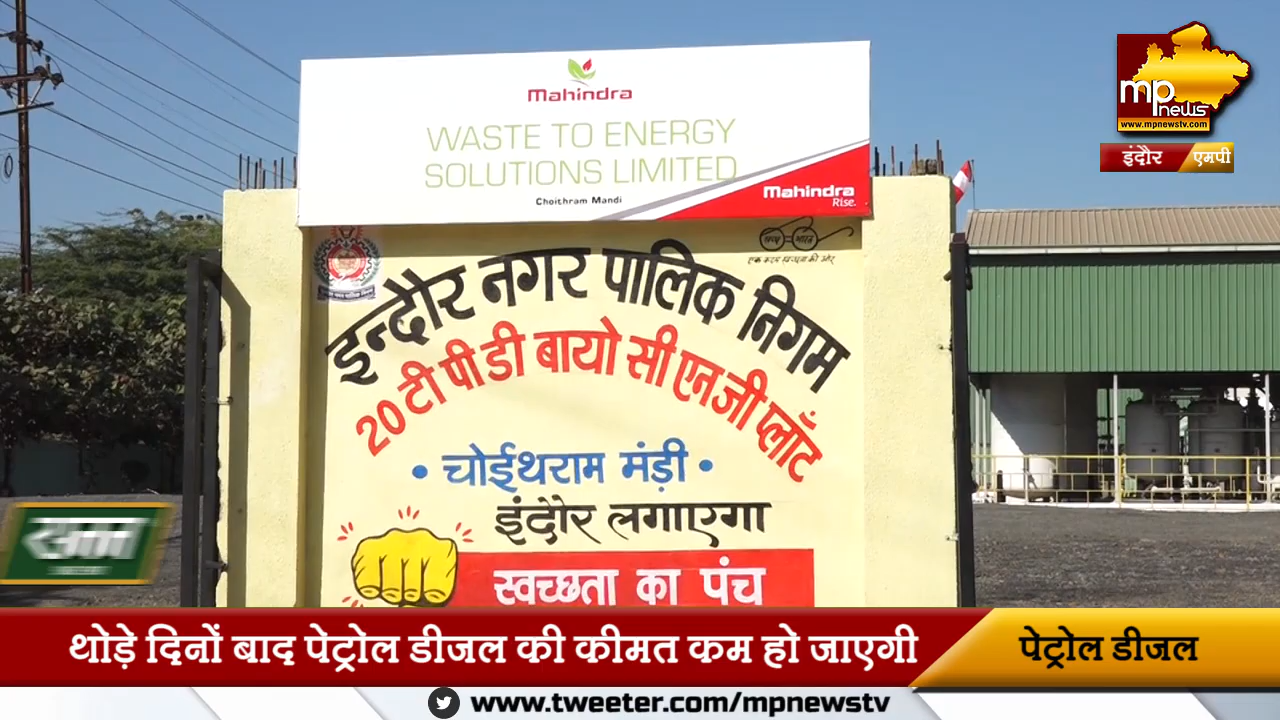 Mahindra
WASTE TO ENERGY
SOLUTIONS LIMITED
Choithram Mandi
Mahindra
Rise.
mp
news
www.mpnewstv.com
इंदौर एमपी
इन्दौर नगर पालिक निगम
20 टी पी डी बायो सी एन जी प्लाँट
• चोईथराम मंड़ी •
इंदौर लगाएगा
स्वच्छता का पंच
थोड़े दिनों बाद पेट्रोल डीजल की कीमत कम हो जाएगी
पेट्रोल डीजल
www.tweeter.com/mpnewstv